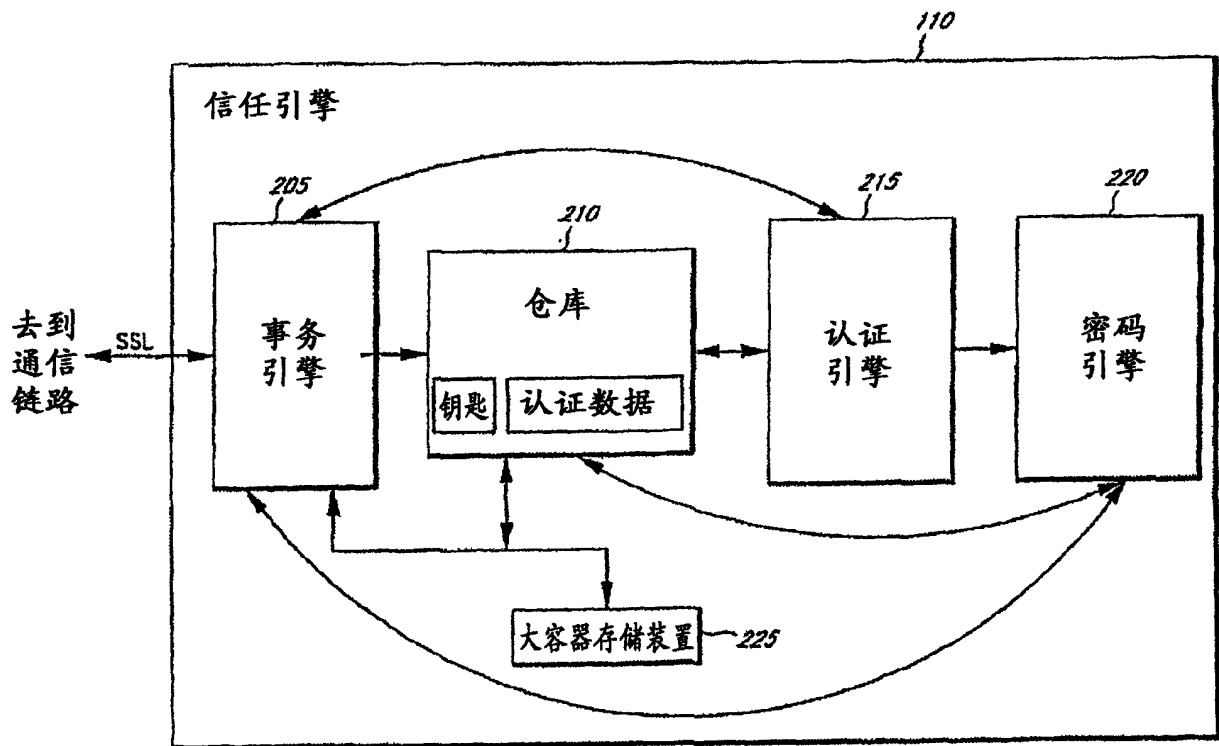 110
信任引擎
205
210
215
220
去到
通信
链路
SSL
事务
引擎
仓库
钥匙
认证数据
认证
引擎
密码
引擎
大容器存储装置
225